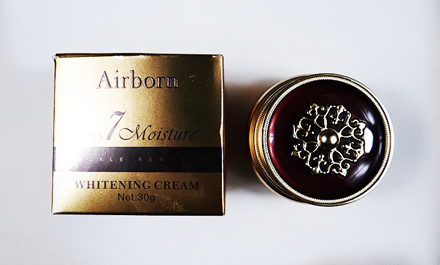 Airborn
7 Moisture
WHITENING CREAM
Net:30g